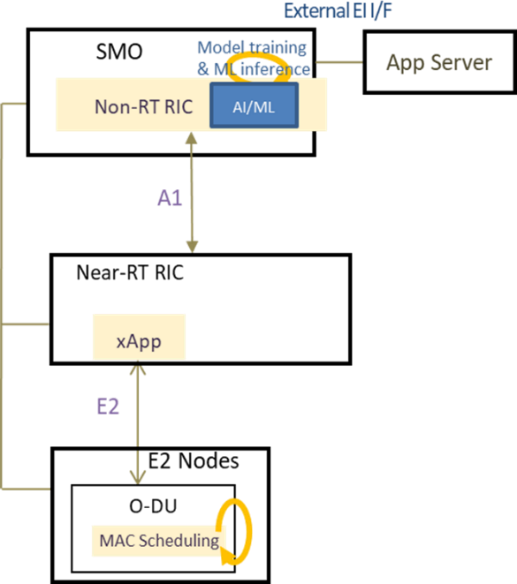 External EI I/F
SMO
Model training
& ML inference
App Server
Non-RT RIC
AI/ML
A1
Near-RT RIC
xApp
E2
E2 Nodes
O-DU
MAC Scheduling